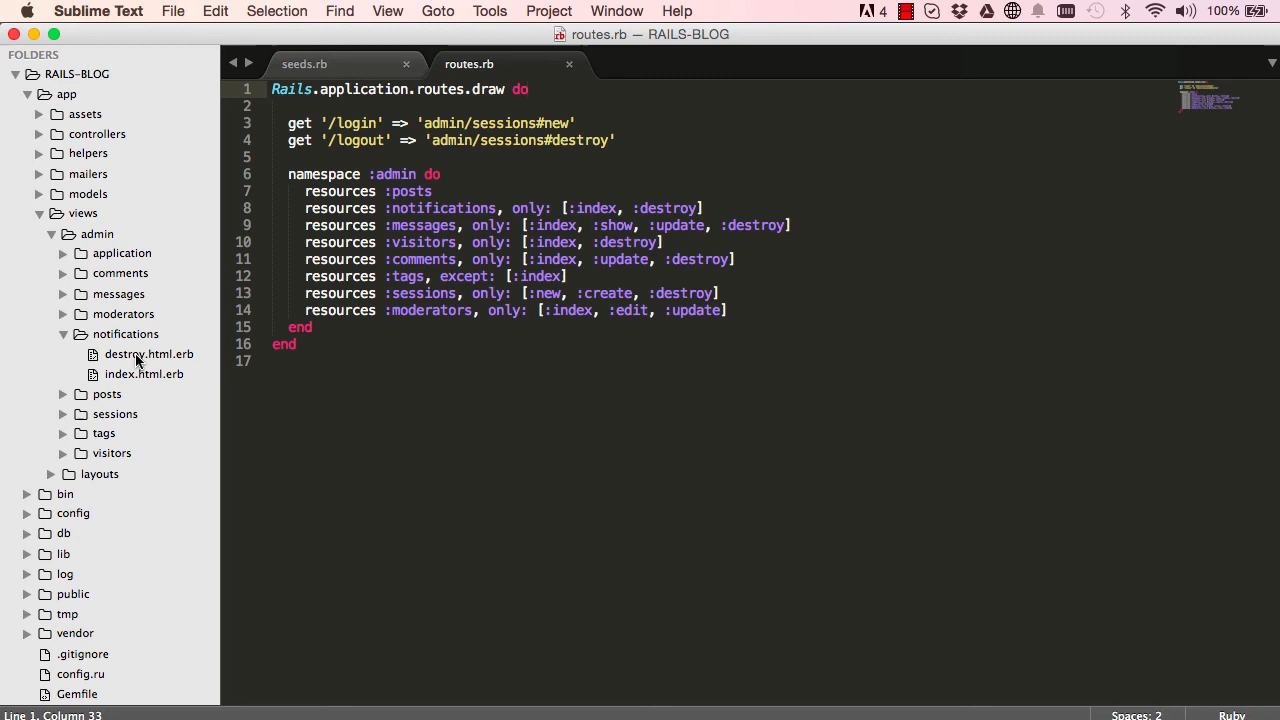 Sublime Text File Edit Selection Find View Goto Tools Project Window Help 4 100%
routes.rb — RAILS-BLOG
FOLDERS
RAILS-BLOG
app
assets
controllers
helpers
mailers
models
views
admin
application
comments
messages
moderators
notifications
destroy.html.erb
index.html.erb
posts
sessions
tags
visitors
layouts
bin
config
db
lib
log
public
tmp
vendor
.gitignore
config.ru
Gemfile
seeds.rb routes.rb
1 Rails.application.routes.draw do
2
3 get '/login' => 'admin/sessions#new'
4 get '/logout' => 'admin/sessions#destroy'
5
6 namespace :admin do
7 resources :posts
8 resources :notifications, only: [:index, :destroy]
9 resources :messages, only: [:index, :show, :update, :destroy]
10 resources :visitors, only: [:index, :destroy]
11 resources :comments, only: [:index, :update, :destroy]
12 resources :tags, except: [:index]
13 resources :sessions, only: [:new, :create, :destroy]
14 resources :moderators, only: [:index, :edit, :update]
15 end
16 end
17
Line 1, Column 33 Spaces: 2 Ruby